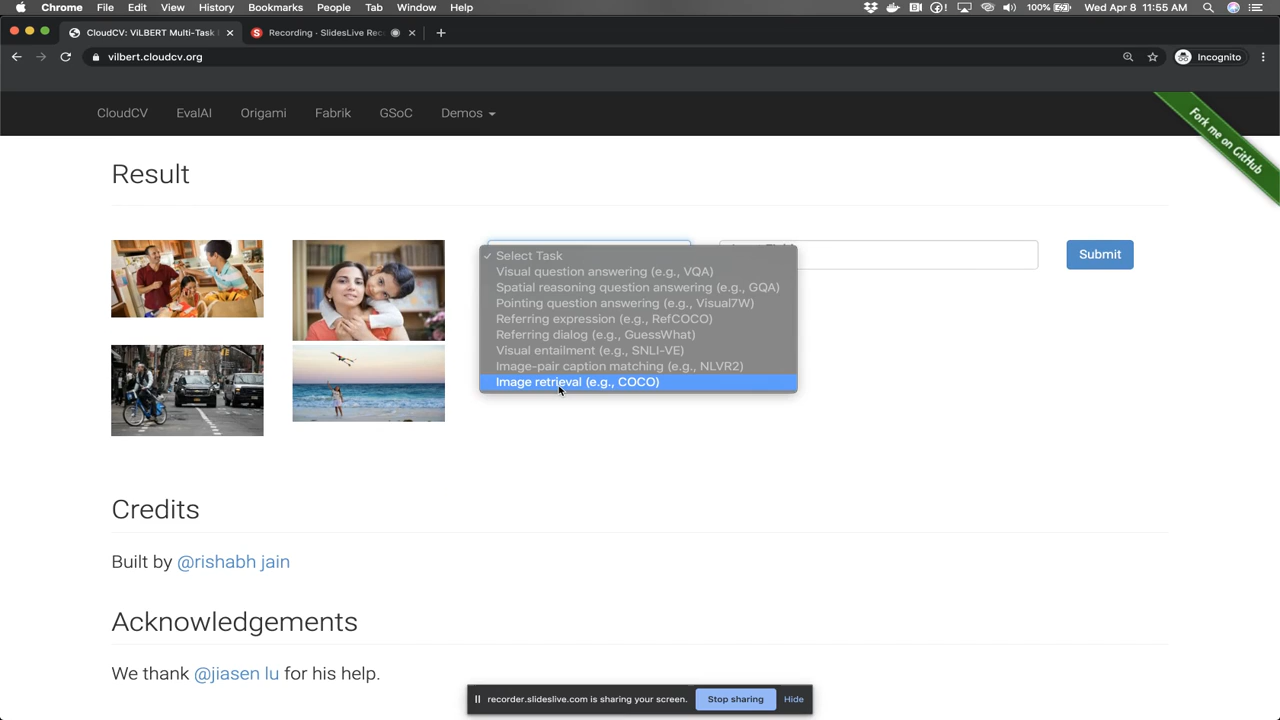 Chrome File Edit View History Bookmarks People Tab Window Help 100% Wed Apr 8 11:55 AM
CloudCV: ViLBERT Multi-Task
Recording · SlidesLive Rec
vilbert.cloudcv.org
Incognito
CloudCV EvalAI Origami Fabrik GSoC Demos
Fork me on GitHub
Result
✓ Select Task
Visual question answering (e.g., VQA)
Spatial reasoning question answering (e.g., GQA)
Pointing question answering (e.g., Visual7W)
Referring expression (e.g., RefCOCO)
Referring dialog (e.g., GuessWhat)
Visual entailment (e.g., SNLI-VE)
Image-pair caption matching (e.g., NLVR2)
Image retrieval (e.g., COCO)
Submit
Credits
Built by @rishabh jain
Acknowledgements
We thank @jiasen lu for his help.
recorder.slideslive.com is sharing your screen. Stop sharing Hide